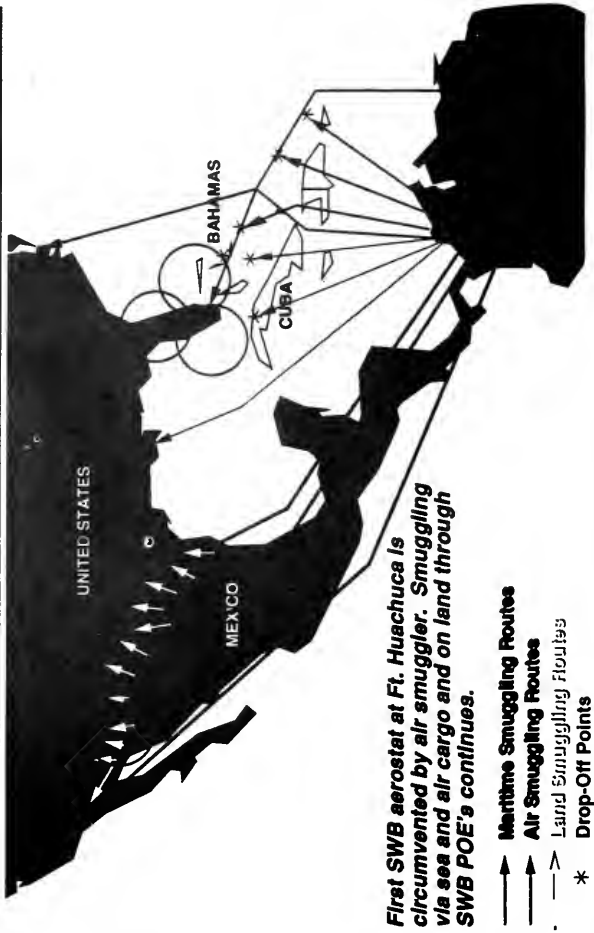 UNITED STATES
MEXICO
BAHAMAS
CUBA
First SWB aerostat at Ft. Huachuca is
circumvented by air smuggler. Smuggling
via sea and air cargo and on land through
SWB POE's continues.
Maritime Smuggling Routes
Air Smuggling Routes
Land Smuggling Routes
* Drop-Off Points